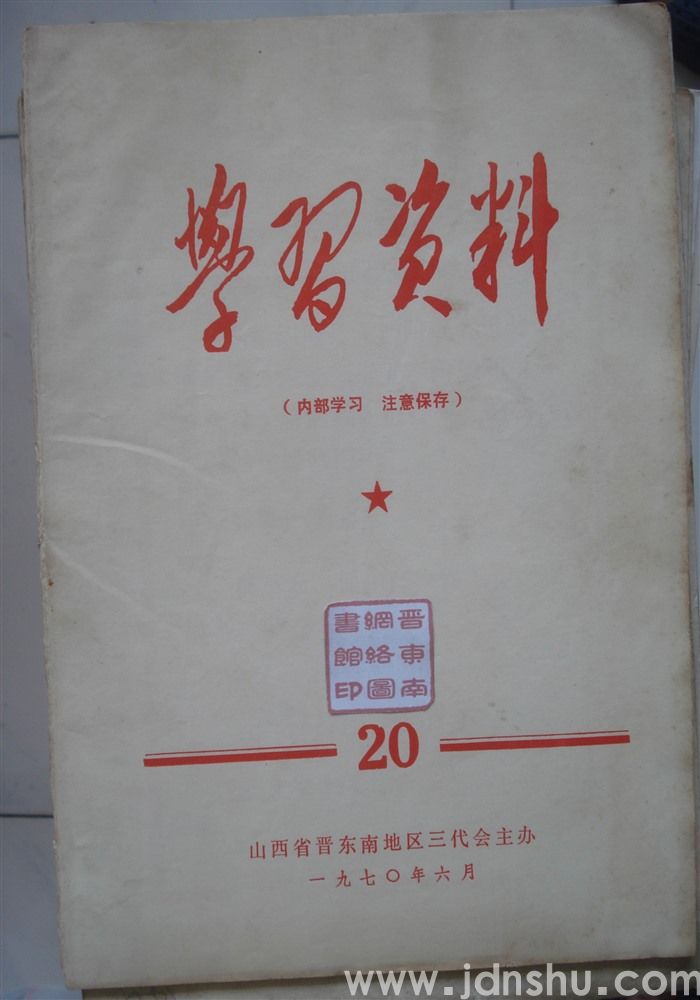 學習资料
（内部学习 注意保存）
晋東南
網络圖
書館印
20
山西省晋东南地区三代会主办
一九七〇年六月
www.jdnshu.com